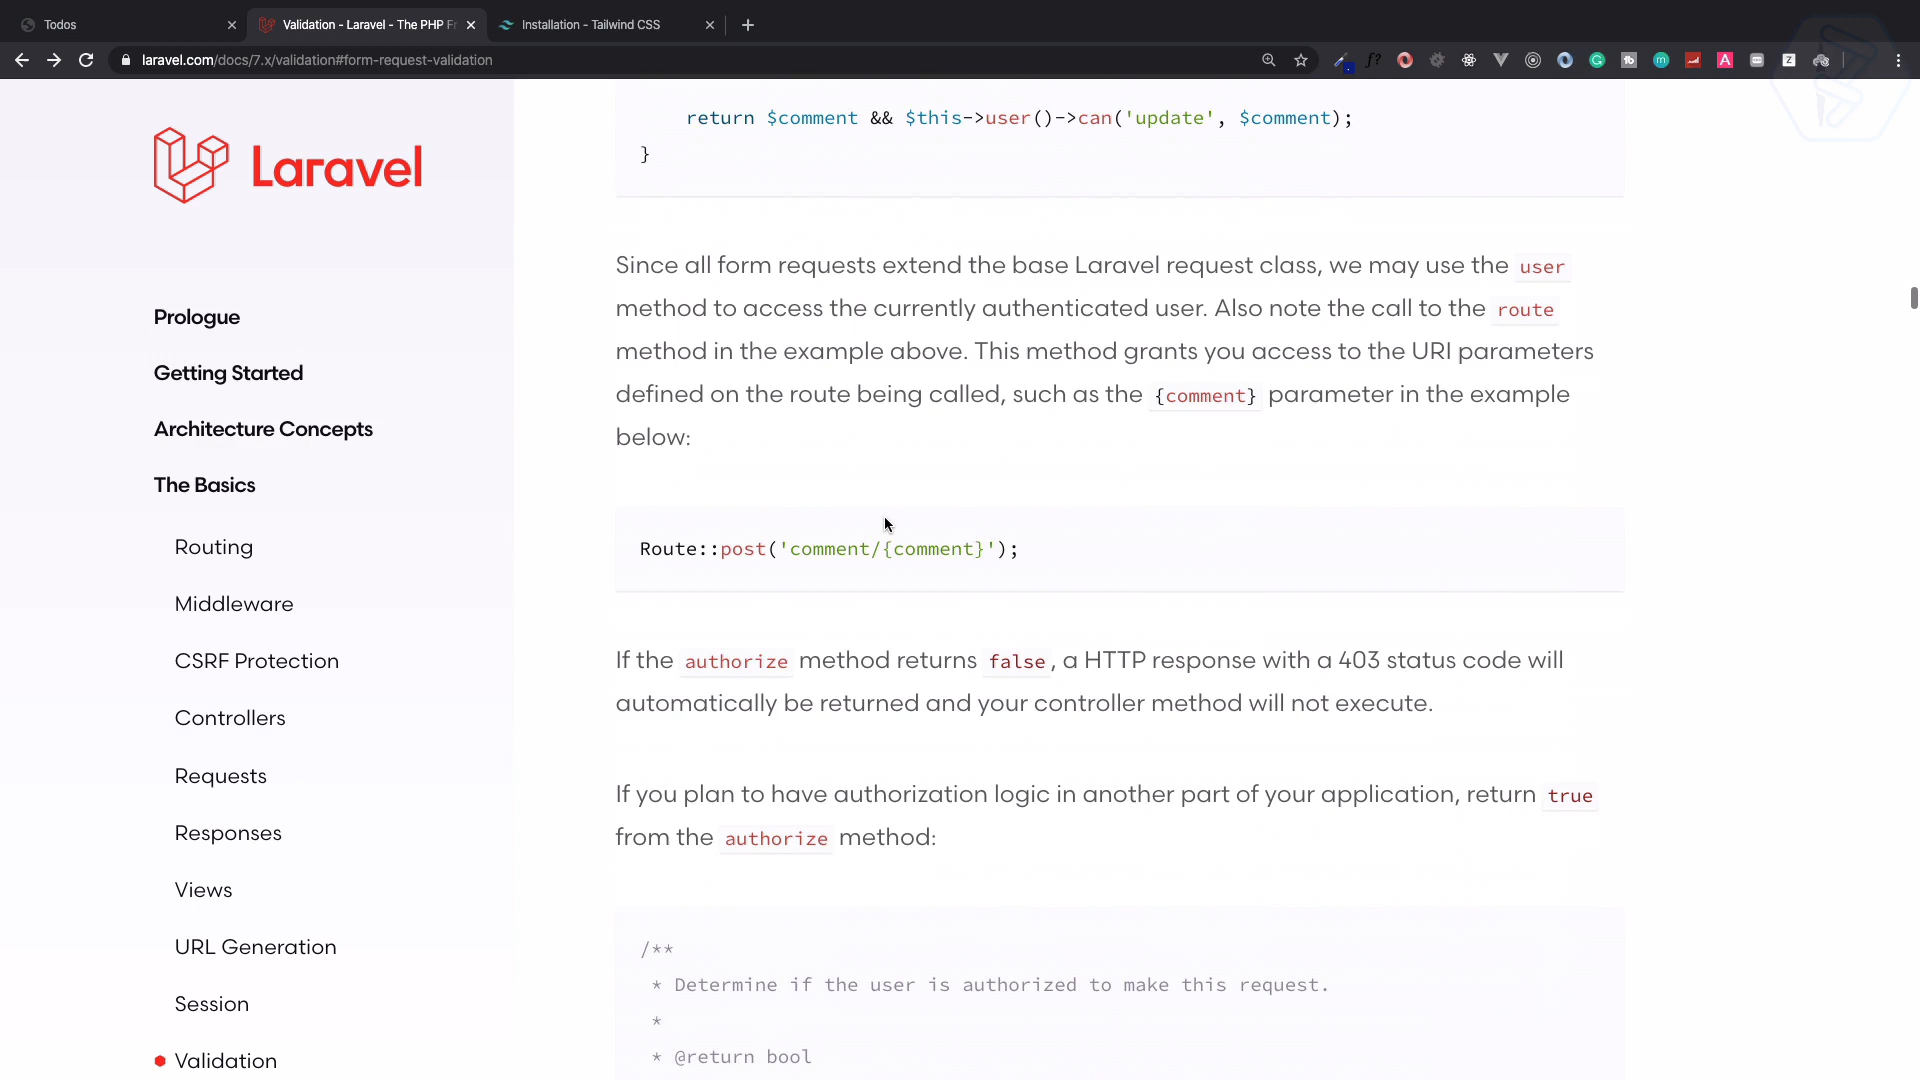 Todos
Validation - Laravel - The PHP Fr
Installation - Tailwind CSS
laravel.com/docs/7.x/validation#form-request-validation
Laravel
Prologue
Getting Started
Architecture Concepts
The Basics
Routing
Middleware
CSRF Protection
Controllers
Requests
Responses
Views
URL Generation
Session
Validation
return $comment && $this->user()->can('update', $comment);
}
Since all form requests extend the base Laravel request class, we may use the user
method to access the currently authenticated user. Also note the call to the route
method in the example above. This method grants you access to the URI parameters
defined on the route being called, such as the {comment} parameter in the example
below:
Route::post('comment/{comment}');
If the authorize method returns false, a HTTP response with a 403 status code will
automatically be returned and your controller method will not execute.
If you plan to have authorization logic in another part of your application, return true
from the authorize method:
/**
* Determine if the user is authorized to make this request.
*
* @return bool